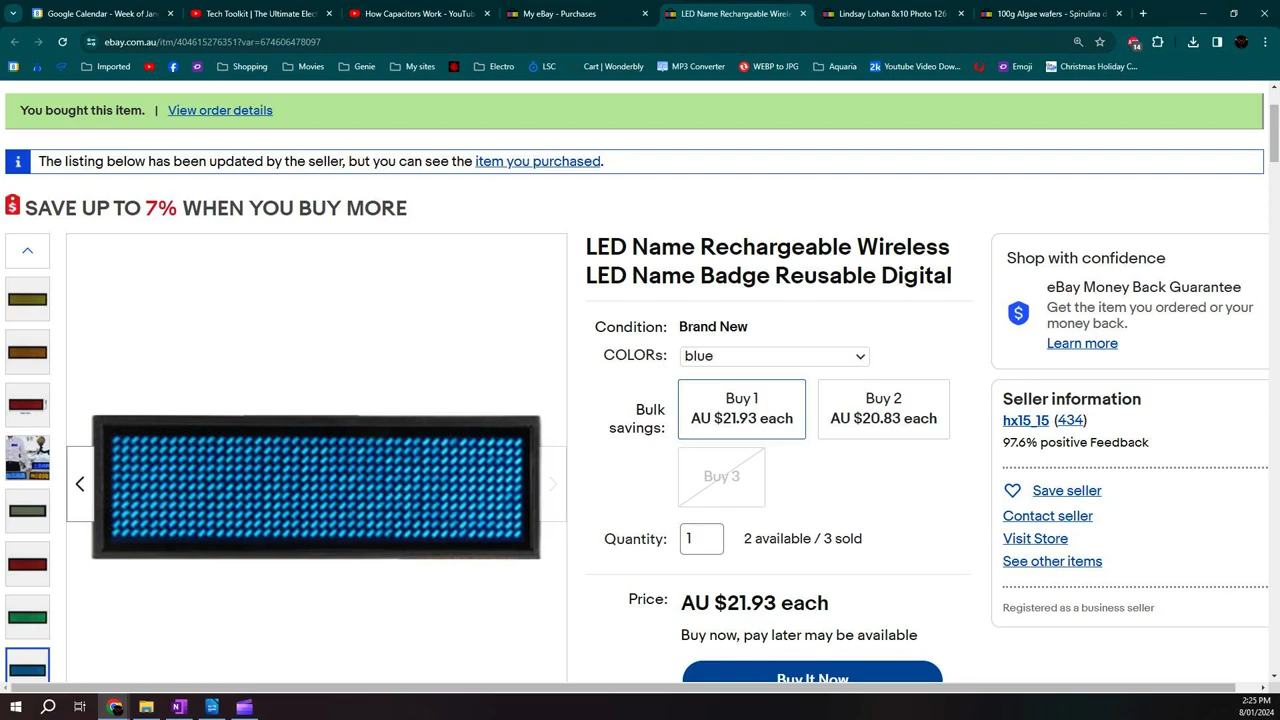 Google Calendar - Week of Jan
Tech Toolkit | The Ultimate Elect
How Capacitors Work - YouTub
My eBay - Purchases
LED Name Rechargeable Wirele
Lindsay Lohan 8x10 Photo 126
100g Algae wafers - Spirulina d
ebay.com.au/itm/404615276351?var=674606478097
14
8
Imported
Shopping
Movies
Genie
My sites
Electro
LSC
Cart | Wonderbly
MP3 Converter
WEBP to JPG
Aquaria
2k Youtube Video Dow...
Emoji
Christmas Holiday C...
You bought this item. | View order details
i The listing below has been updated by the seller, but you can see the item you purchased.
$ SAVE UP TO 7% WHEN YOU BUY MORE
LED Name Rechargeable Wireless
LED Name Badge Reusable Digital
Condition: Brand New
COLORs: blue
Bulk savings:
Buy 1
AU $21.93 each
Buy 2
AU $20.83 each
Buy 3
Quantity: 1 2 available / 3 sold
Price: AU $21.93 each
Buy now, pay later may be available
Buy It Now
Shop with confidence
eBay Money Back Guarantee
$ Get the item you ordered or your
money back.
Learn more
Seller information
hx15_15 (434)
97.6% positive Feedback
Save seller
Contact seller
Visit Store
See other items
Registered as a business seller
2:25 PM
8/01/2024